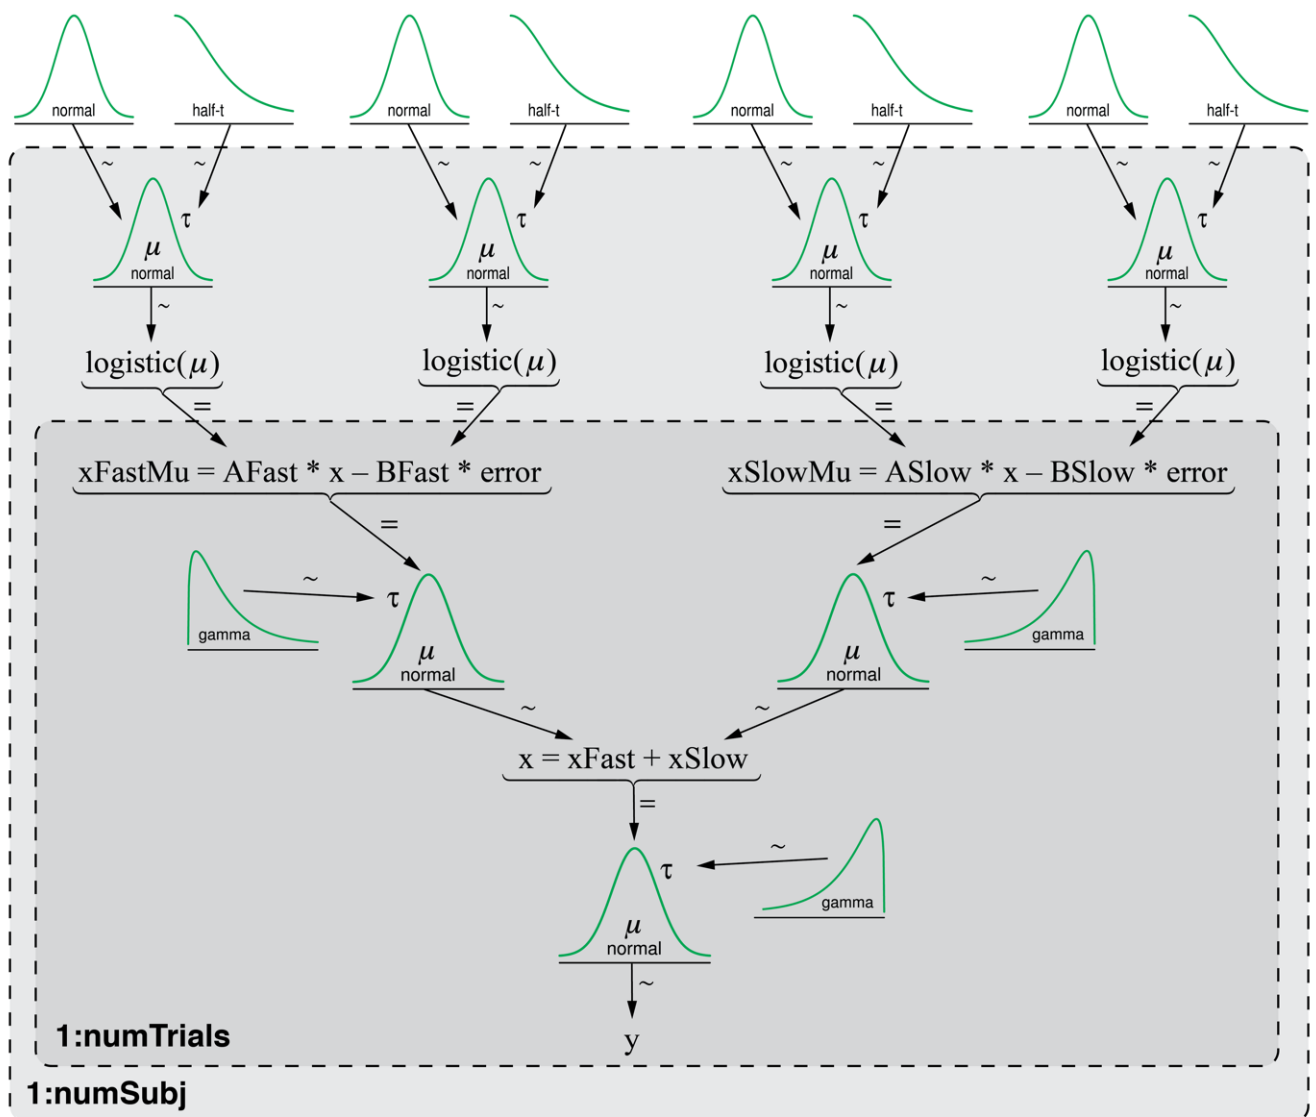 normal half-t normal half-t normal half-t normal half-t
~ ~ ~ ~ ~ ~ ~ ~
τ τ τ τ
μ μ μ μ
normal normal normal normal
~ ~ ~ ~
logistic(μ) logistic(μ) logistic(μ) logistic(μ)
= = = =
xFastMu = AFast * x – BFast * error xSlowMu = ASlow * x – BSlow * error
= =
~ ~
τ τ
gamma gamma
μ μ
normal normal
~ ~
x = xFast + xSlow
=
~
τ
gamma
μ
normal
~
1:numTrials
y
1:numSubj